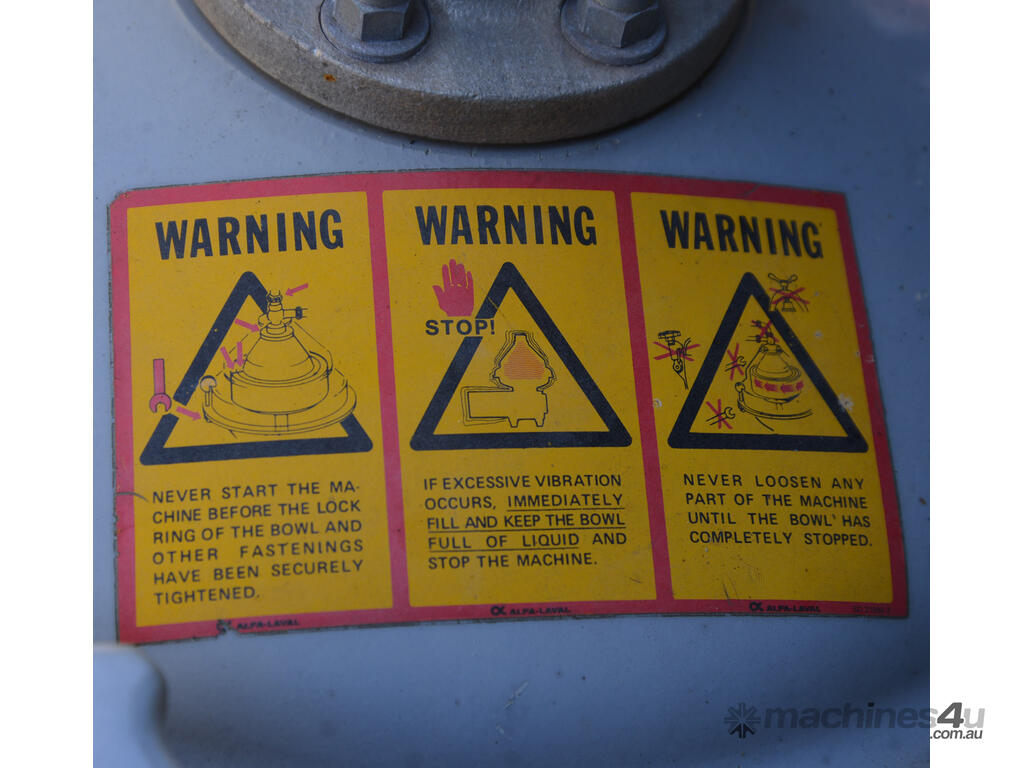 WARNING
NEVER START THE MA-
CHINE BEFORE THE LOCK
RING OF THE BOWL AND
OTHER FASTENINGS
HAVE BEEN SECURELY
TIGHTENED.
ALFA-LAVAL
WARNING
STOP!
IF EXCESSIVE VIBRATION
OCCURS, IMMEDIATELY
FILL AND KEEP THE BOWL
FULL OF LIQUID AND
STOP THE MACHINE.
ALFA-LAVAL
WARNING
NEVER LOOSEN ANY
PART OF THE MACHINE
UNTIL THE BOWL HAS
COMPLETELY STOPPED.
ALFA-LAVAL
machines4u
.com.au